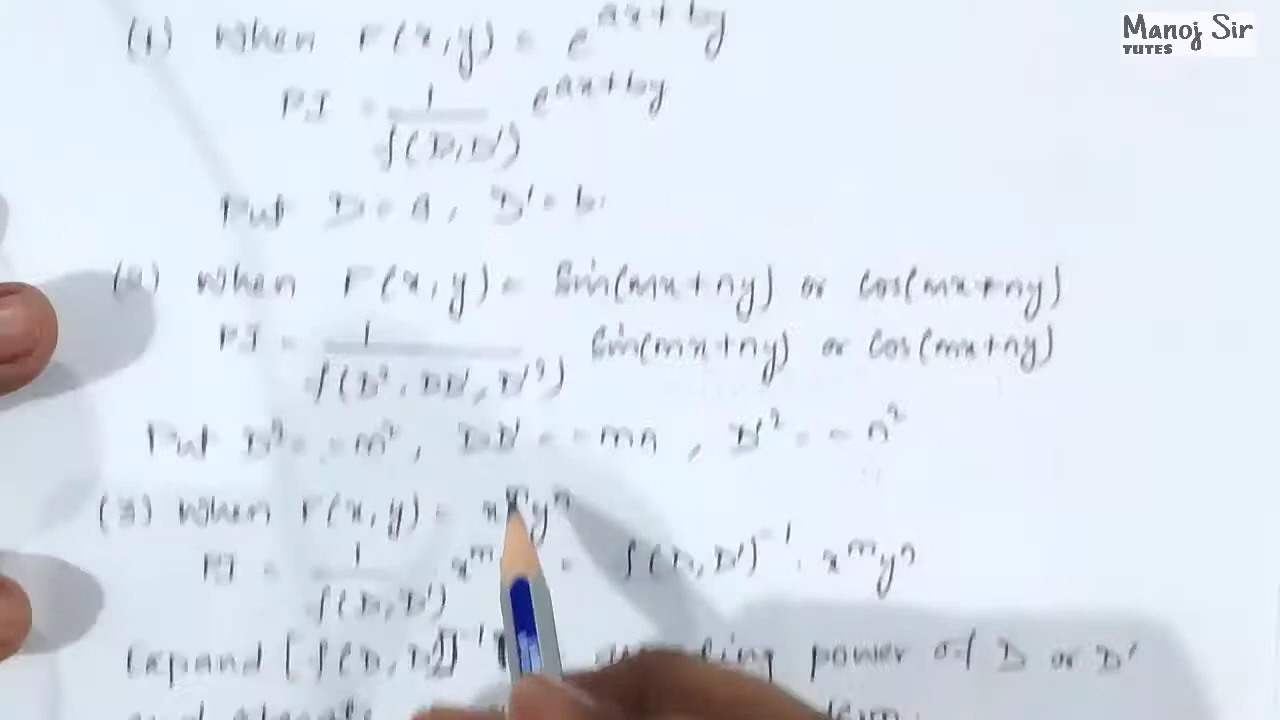 Manoj Sir
TUTES
(1) When F(x,y) = e^{ax+by}
PI = 1/f(D,D') e^{ax+by}
Put D = a, D' = b.
(2) When F(x,y) = Sin(mx+ny) or Cos(mx+ny)
PI = 1/f(D², DD', D'²) Sin(mx+ny) or Cos(mx+ny)
Put D² = -m², DD' = -mn, D'² = -n²
(3) When F(x,y) = x^m y^n
PI = 1/f(D,D') x^m = f(D,D')^{-1} . x^m y^n
Expand [f(D,D')]^{-1} power of D or D'
and term.